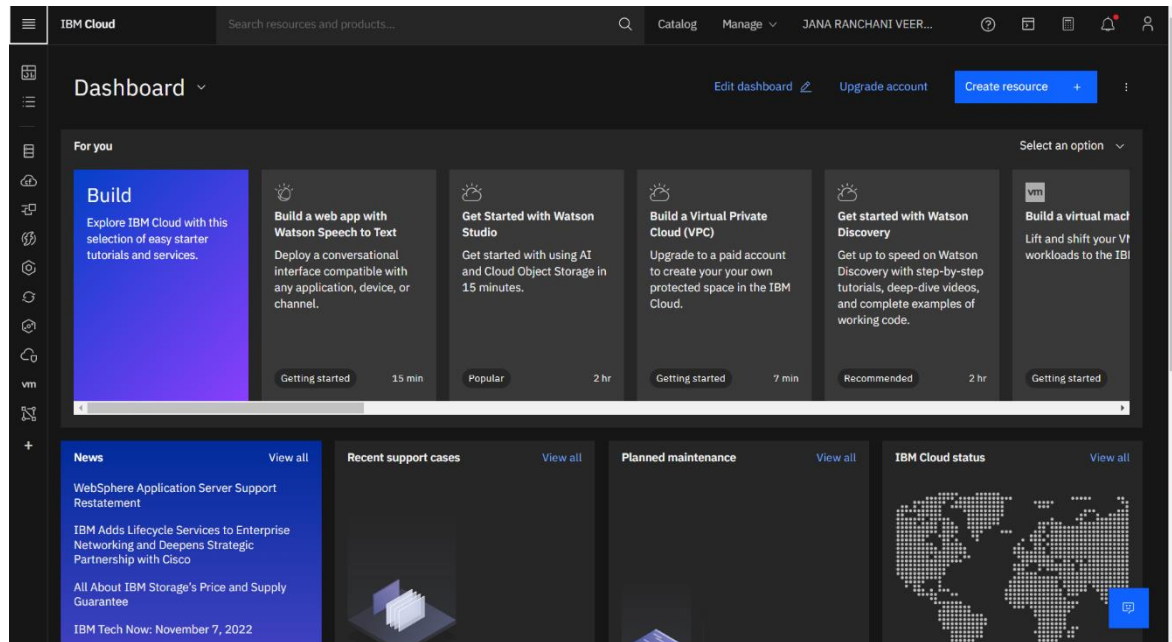 IBM Cloud
Search resources and products...
Catalog
Manage
JANA RANCHANI VEER...
Dashboard
Edit dashboard
Upgrade account
Create resource +
For you
Select an option
Build
Explore IBM Cloud with this
selection of easy starter
tutorials and services.
Build a web app with
Watson Speech to Text
Deploy a conversational
interface compatible with
any application, device, or
channel.
Getting started
15 min
Get Started with Watson
Studio
Get started with using AI
and Cloud Object Storage in
15 minutes.
Popular
2 hr
Build a Virtual Private
Cloud (VPC)
Upgrade to a paid account
to create your your own
protected space in the IBM
Cloud.
Getting started
7 min
Get started with Watson
Discovery
Get up to speed on Watson
Discovery with step-by-step
tutorials, deep-dive videos,
and complete examples of
working code.
Recommended
2 hr
vm
Build a virtual mach
Lift and shift your VM
workloads to the IBM
Getting started
vm
News
View all
WebSphere Application Server Support
Restatement
IBM Adds Lifecycle Services to Enterprise
Networking and Deepens Strategic
Partnership with Cisco
All About IBM Storage's Price and Supply
Guarantee
IBM Tech Now: November 7, 2022
Recent support cases
View all
Planned maintenance
View all
IBM Cloud status
View all